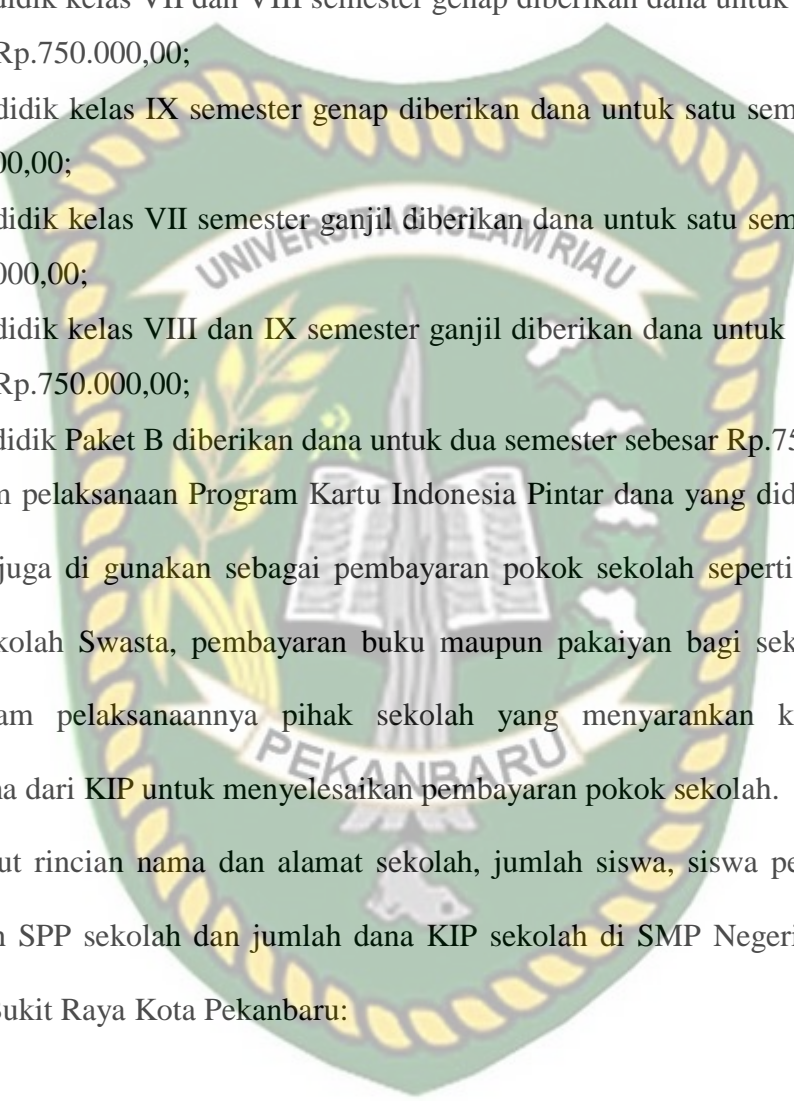 didik kelas VII dan VIII semester genap diberikan dana untuk
Rp.750.000,00;
didik kelas IX semester genap diberikan dana untuk satu sem
00,00;
didik kelas VII semester ganjil diberikan dana untuk satu sem
000,00;
didik kelas VIII dan IX semester ganjil diberikan dana untuk
Rp.750.000,00;
didik Paket B diberikan dana untuk dua semester sebesar Rp.75
m pelaksanaan Program Kartu Indonesia Pintar dana yang did
juga di gunakan sebagai pembayaran pokok sekolah seperti
kolah Swasta, pembayaran buku maupun pakaiyan bagi sek
am pelaksanaannya pihak sekolah yang menyarankan k
na dari KIP untuk menyelesaikan pembayaran pokok sekolah.
ut rincian nama dan alamat sekolah, jumlah siswa, siswa pe
n SPP sekolah dan jumlah dana KIP sekolah di SMP Negeri
Bukit Raya Kota Pekanbaru:
UNIVERSITAS ISLAM RIAU
PEKANBARU